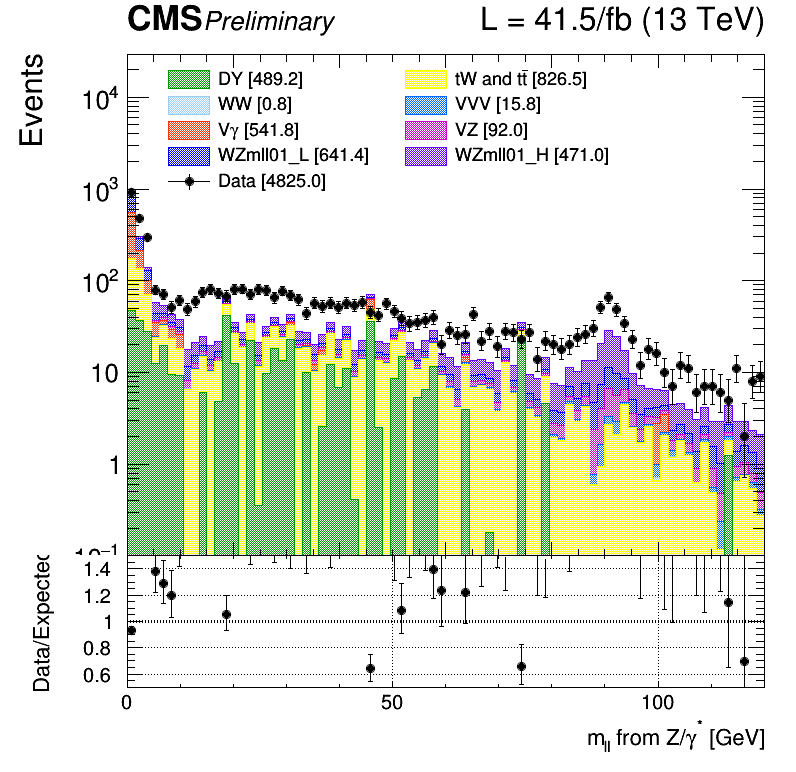 CMS Preliminary L = 41.5/fb (13 TeV)
Events
DY [489.2] tW and tt̄ [826.5]
WW [0.8] VVV [15.8]
Vγ [541.8] VZ [92.0]
WZmll01_L [641.4] WZmll01_H [471.0]
Data [4825.0]
10⁴
10³
10²
10
1
10⁻¹
Data/Expected
1.4
1.2
1
0.8
0.6
0 50 100
m_ll from Z/γ* [GeV]